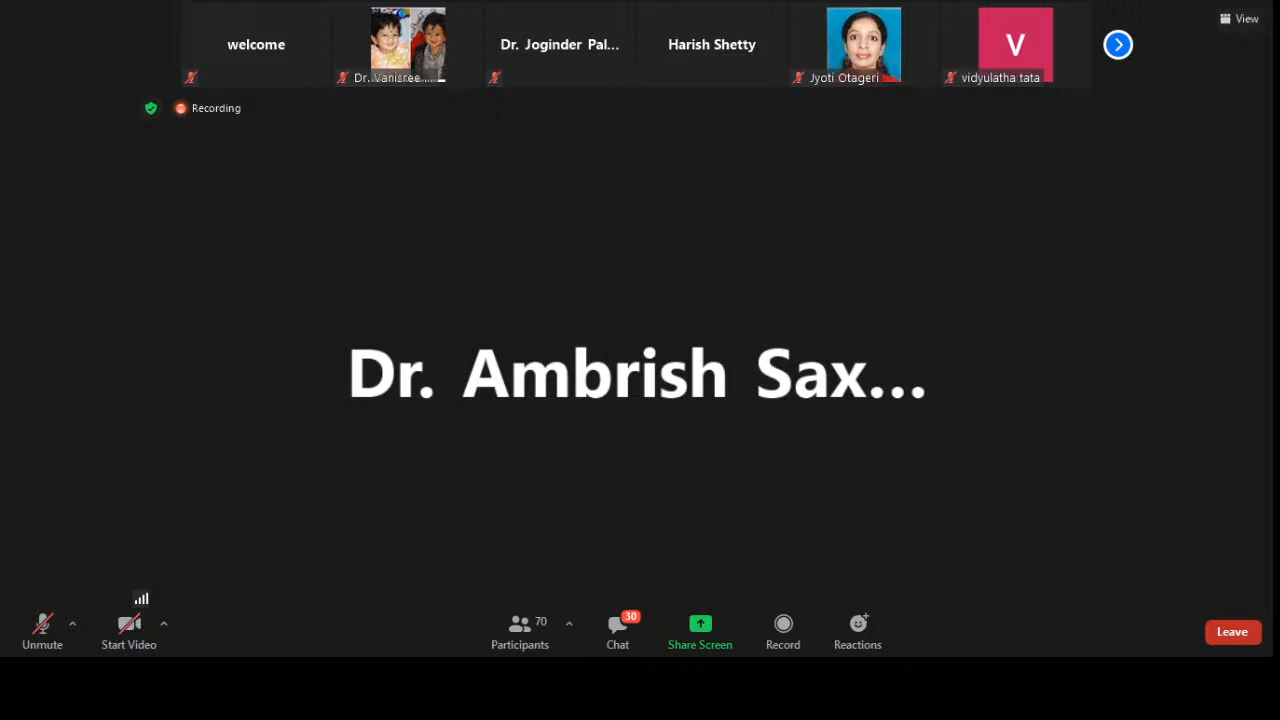 View
welcome
Dr. Vanisree...
Dr. Joginder Pal...
Harish Shetty
Jyoti Otageri
V
vidyulatha tata
Recording
Dr. Ambrish Sax...
Unmute
Start Video
70
Participants
30
Chat
Share Screen
Record
Reactions
Leave